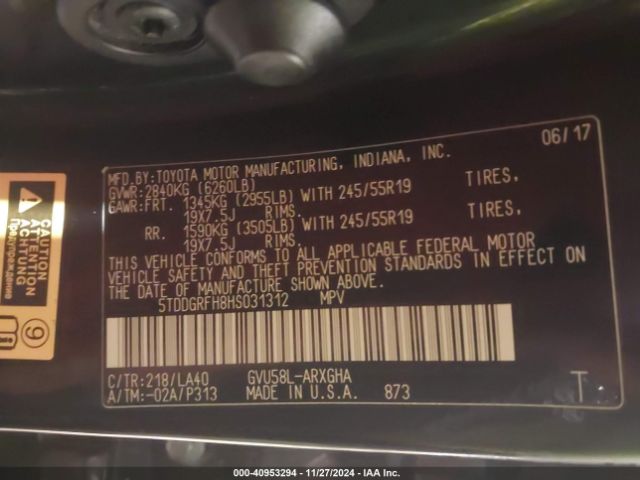 06/17
MFD.BY:TOYOTA MOTOR MANUFACTURING, INDIANA, INC.
GVWR:2840KG (6260LB)
GAWR:FRT. 1345KG (2955LB) WITH 245/55R19 TIRES,
19X7.5J RIMS.
RR. 1590KG (3505LB) WITH 245/55R19 TIRES,
19X7.5J RIMS.
THIS VEHICLE CONFORMS TO ALL APPLICABLE FEDERAL MOTOR
VEHICLE SAFETY AND THEFT PREVENTION STANDARDS IN EFFECT ON
THE DATE OF MANUFACTURE SHOWN ABOVE.
5TDDGRFH8HS031312 MPV
C/TR:218/LA40 GVU58L-ARXGHA
A/TM:-02A/P313 MADE IN U.S.A. 873 T
CAUTION
ATTENTION
ACHTUNG
Предупреждение
9
000-40953294 - 11/27/2024 - IAA Inc.